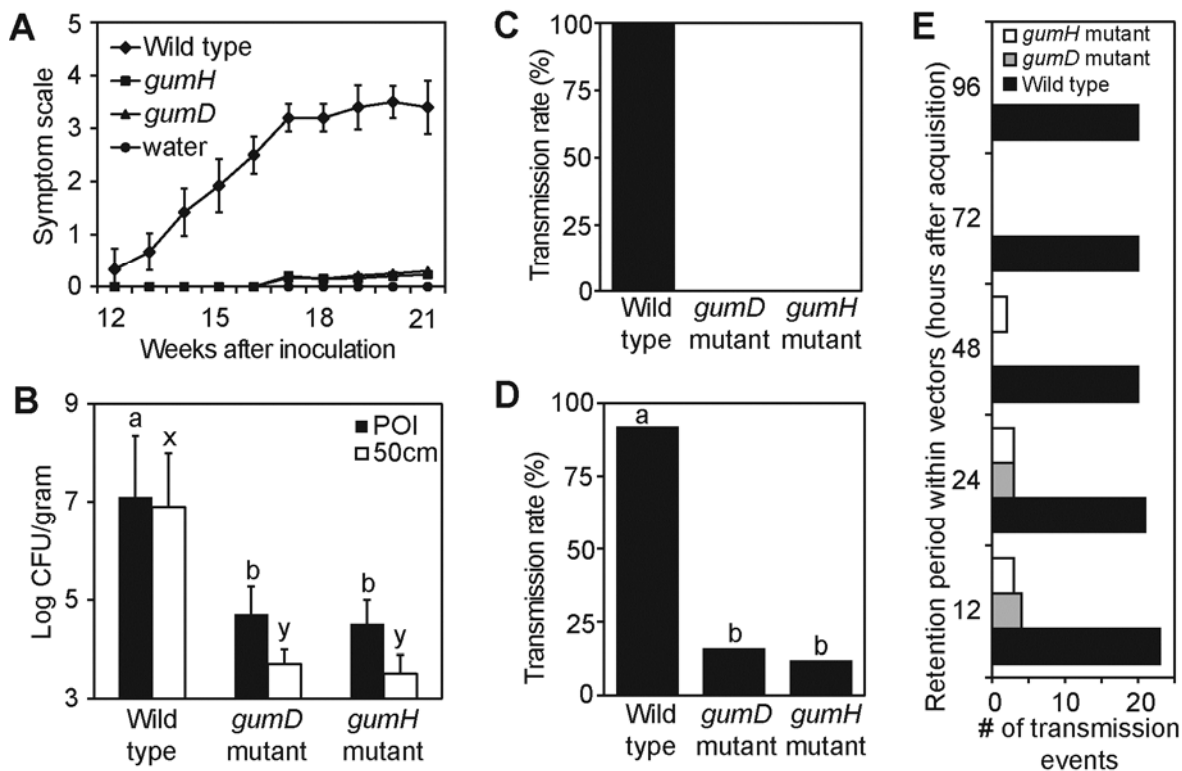 A
Symptom scale
5
4
3
2
1
0
Wild type
gumH
gumD
water
12 15 18 21
Weeks after inoculation
B
Log CFU/gram
9
7
5
3
a x
b y
b y
POI
50cm
Wild type
gumD mutant
gumH mutant
C
Transmission rate (%)
100
75
50
25
0
Wild type
gumD mutant
gumH mutant
D
Transmission rate (%)
100
75
50
25
0
a
b
b
Wild type
gumD mutant
gumH mutant
E
Retention period within vectors (hours after acquisition)
gumH mutant
gumD mutant
Wild type
96
72
48
24
12
0 10 20
# of transmission
events